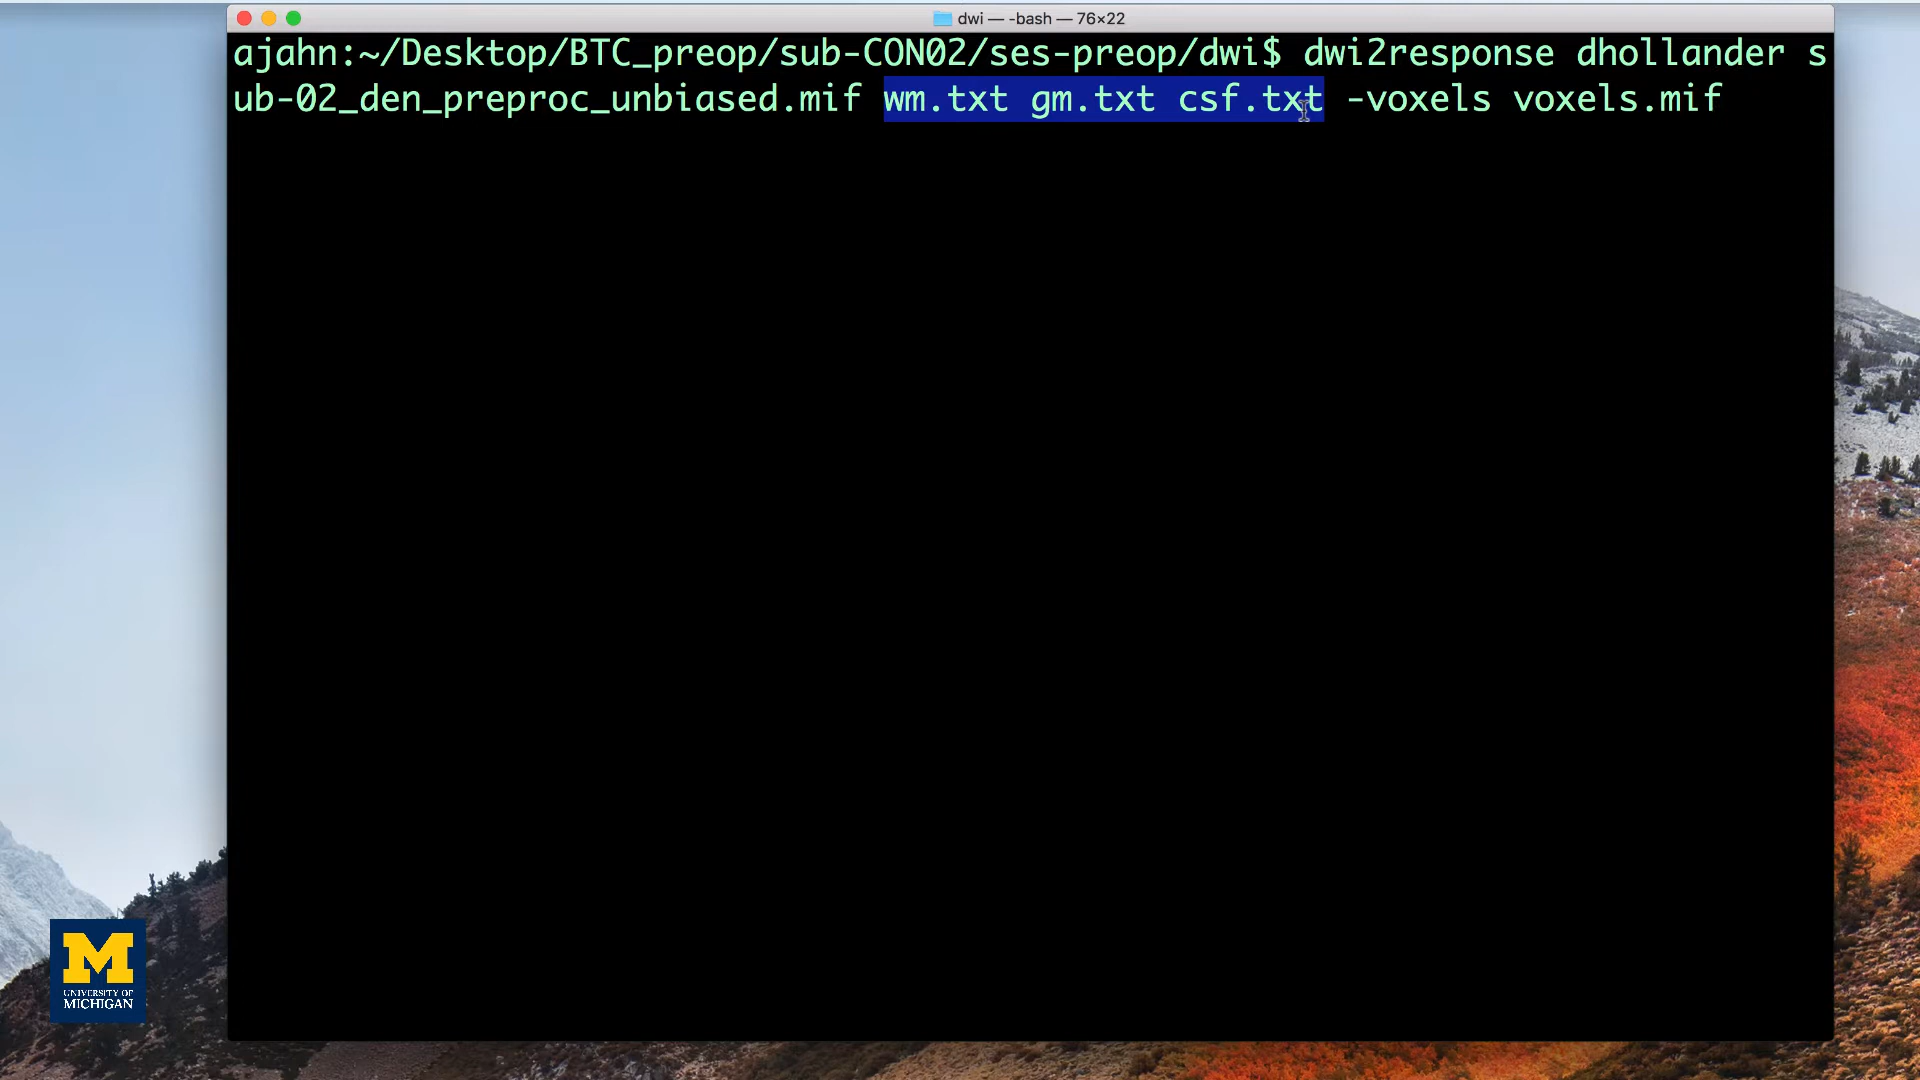 dwi — -bash — 76×22
ajahn:~/Desktop/BTC_preop/sub-CON02/ses-preop/dwi$ dwi2response dhollander s
ub-02_den_preproc_unbiased.mif wm.txt gm.txt csf.txt -voxels voxels.mif
M
UNIVERSITY OF
MICHIGAN